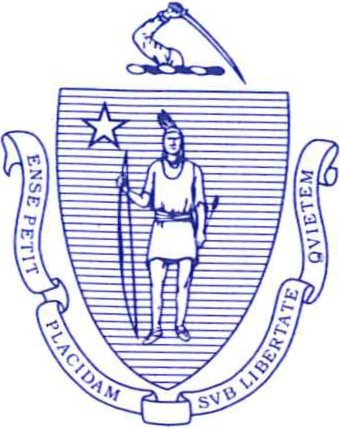 ENSE PETIT
PLACIDAM
SVB LIBERTATE
QVIETEM